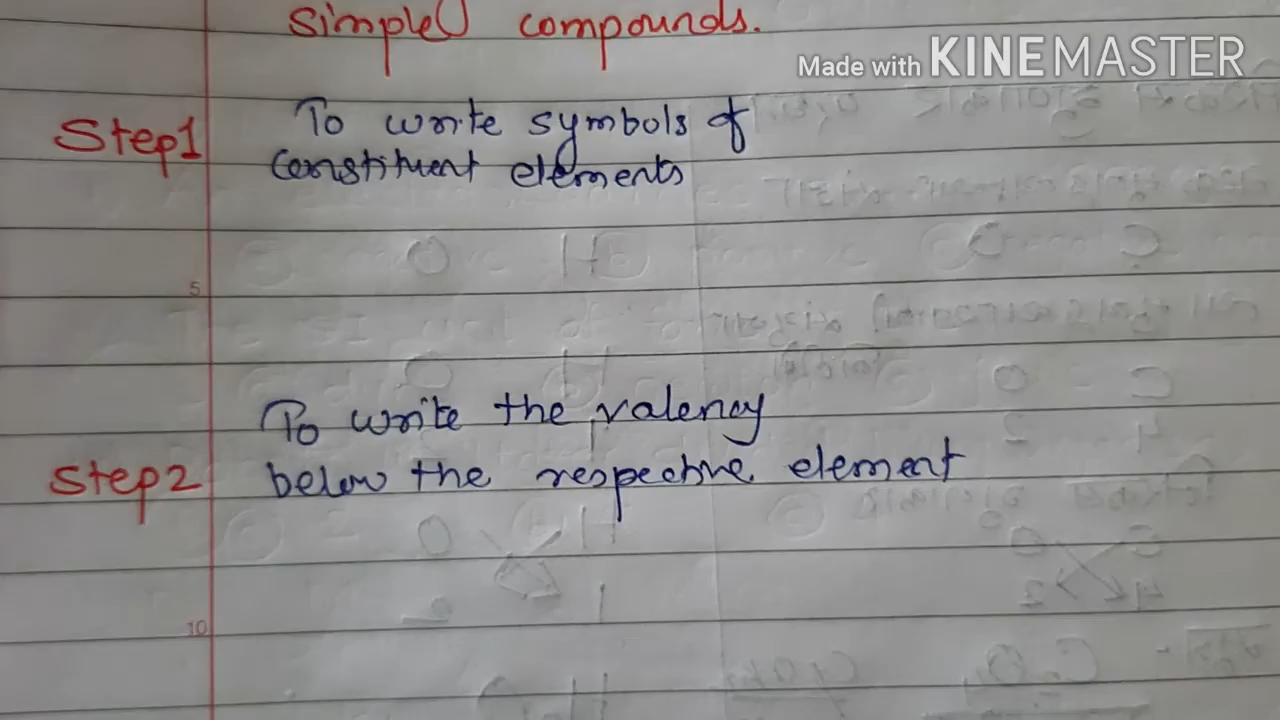 simple compounds.
Made with KINEMASTER
Step1 To write symbols of
constituent elements
5
To write the valency
Step2 below the respective element
10